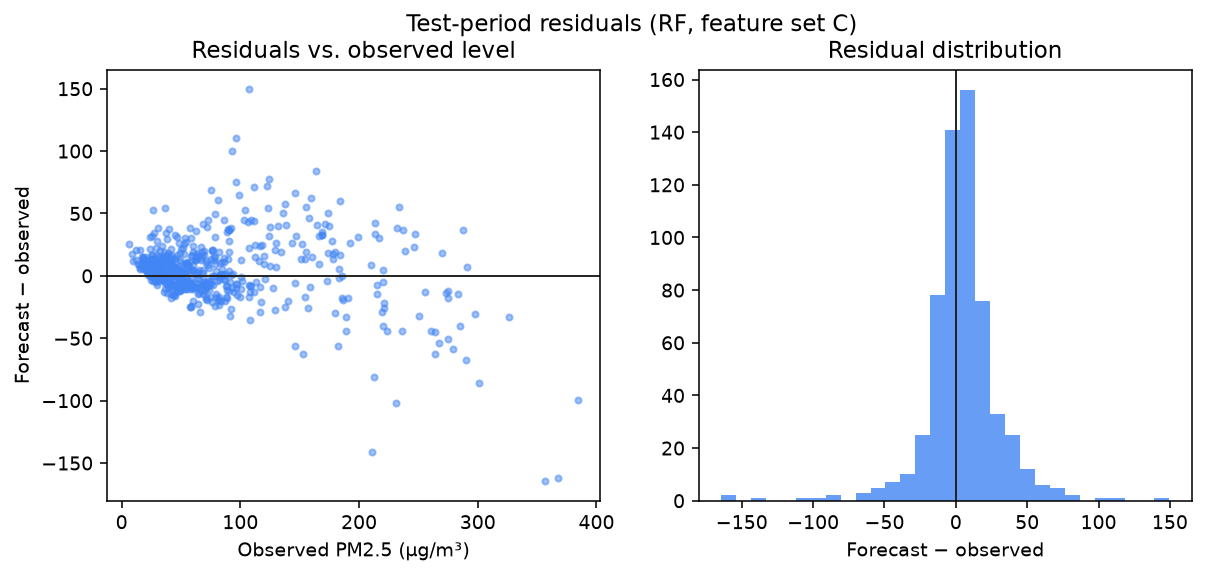 Test-period residuals (RF, feature set C)
Residuals vs. observed level
150
100
50
0
−50
−100
−150
Forecast − observed
0 100 200 300 400
Observed PM2.5 (µg/m³)
Residual distribution
160
140
120
100
80
60
40
20
0
−150 −100 −50 0 50 100 150
Forecast − observed